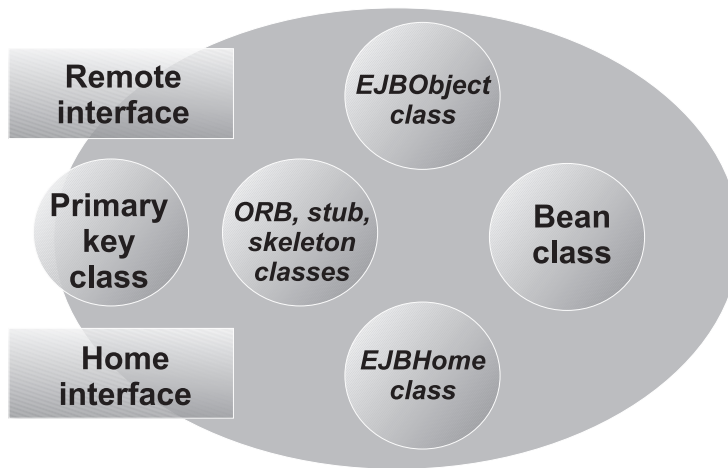 Remote
interface
EJBObject
class
Primary
key
class
ORB, stub,
skeleton
classes
Bean
class
Home
interface
EJBHome
class